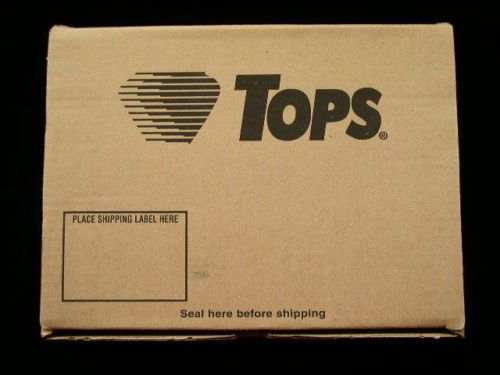 TOPS®
PLACE SHIPPING LABEL HERE
Seal here before shipping